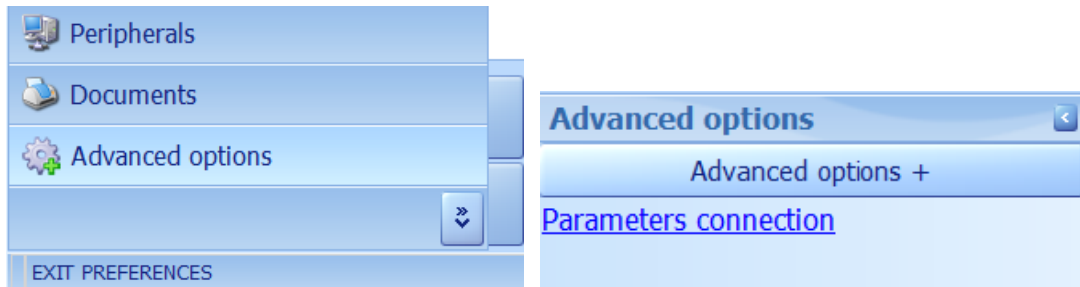 Peripherals
Documents
Advanced options
EXIT PREFERENCES
Advanced options
Advanced options +
Parameters connection